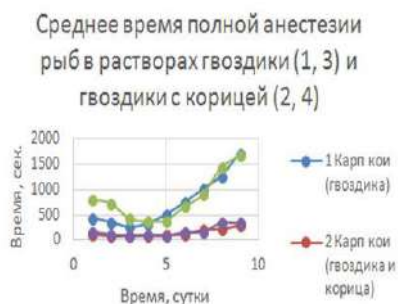 Среднее время полной анестезии
рыб в растворах гвоздики (1, 3) и
гвоздики с корицей (2, 4)
2000
1500
1000
500
0
0
5
10
Время, сек.
Время, сутки
1 Карп кои
(гвоздика)
2 Карп кои
(гвоздика и
корица)